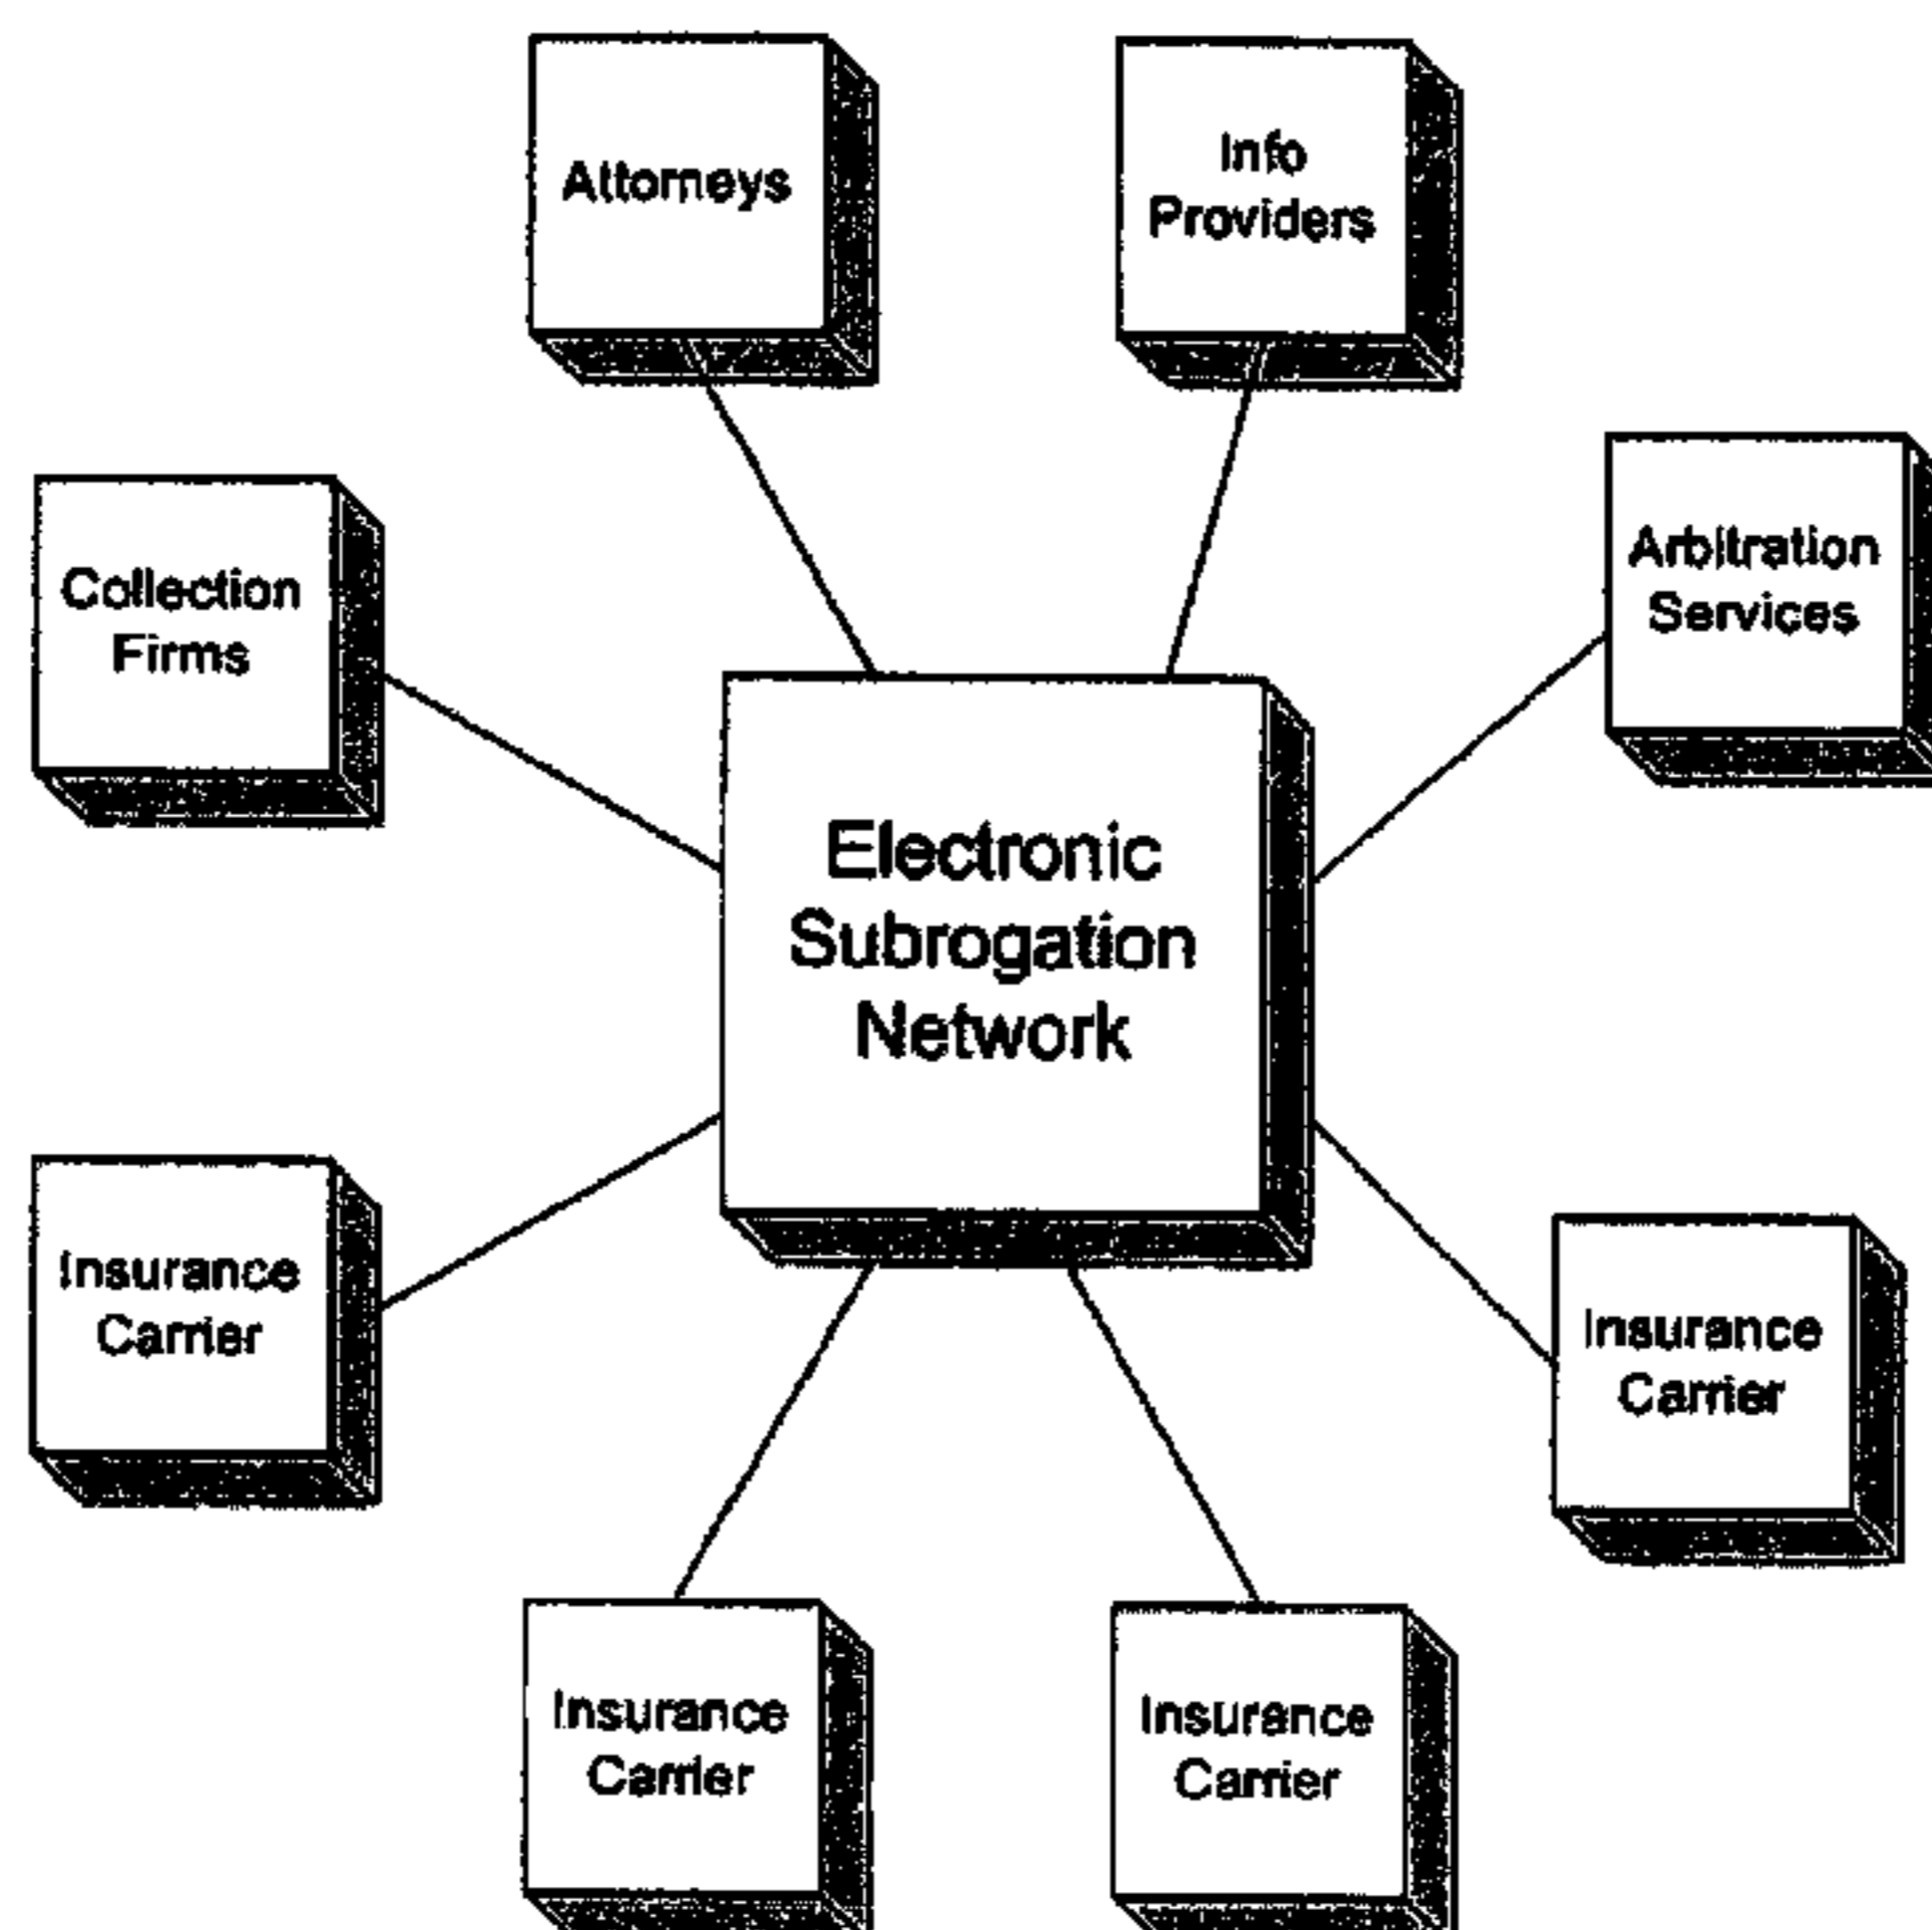 Attorneys
Info
Providers
Collection
Firms
Arbitration
Services
Electronic
Subrogation
Network
Insurance
Carrier
Insurance
Carrier
Insurance
Carrier
Insurance
Carrier